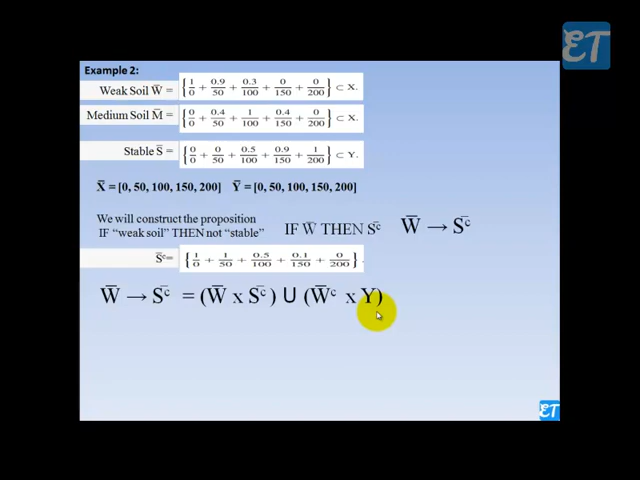 ET
Example 2:
Weak Soil W̄ = {1/0 + 0.9/50 + 0.3/100 + 0/150 + 0/200} ⊂ X.
Medium Soil M̄ = {0/0 + 0.4/50 + 1/100 + 0.4/150 + 0/200} ⊂ X.
Stable S̄ = {0/0 + 0/50 + 0.5/100 + 0.9/150 + 1/200} ⊂ Y.
X̄ = [0, 50, 100, 150, 200] Ȳ = [0, 50, 100, 150, 200]
We will construct the proposition
IF “weak soil” THEN not “stable” IF W̄ THEN S̄ᶜ W̄ → S̄ᶜ
S̄ᶜ= {1/0 + 1/50 + 0.5/100 + 0.1/150 + 0/200}.
W̄ → S̄ᶜ = (W̄ x S̄ᶜ) U (W̄ᶜ x Y)
ET